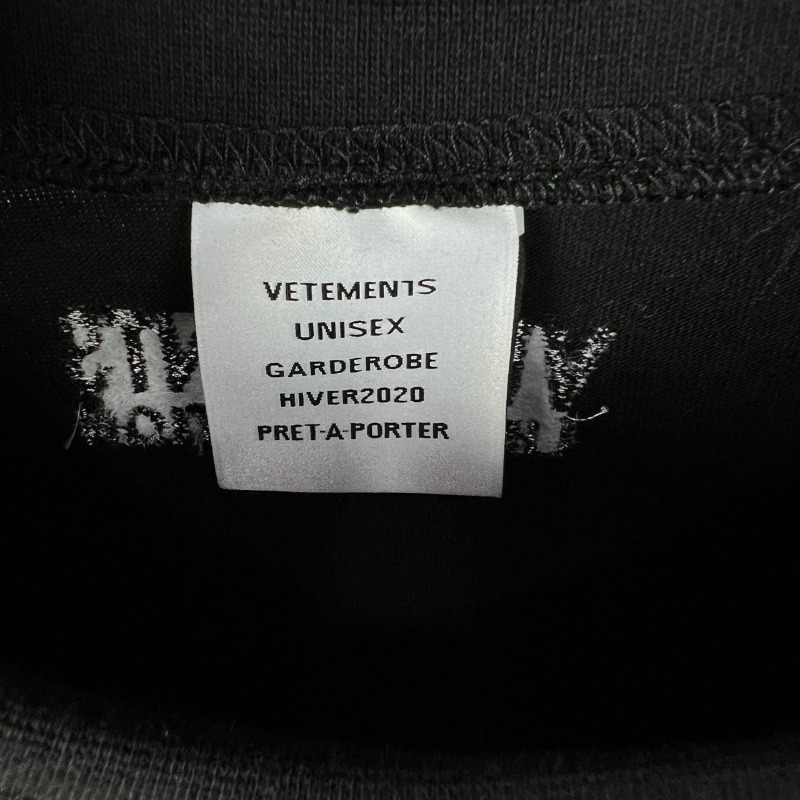 VETEMENTS
UNISEX
GARDEROBE
HIVER2020
PRET-A-PORTER